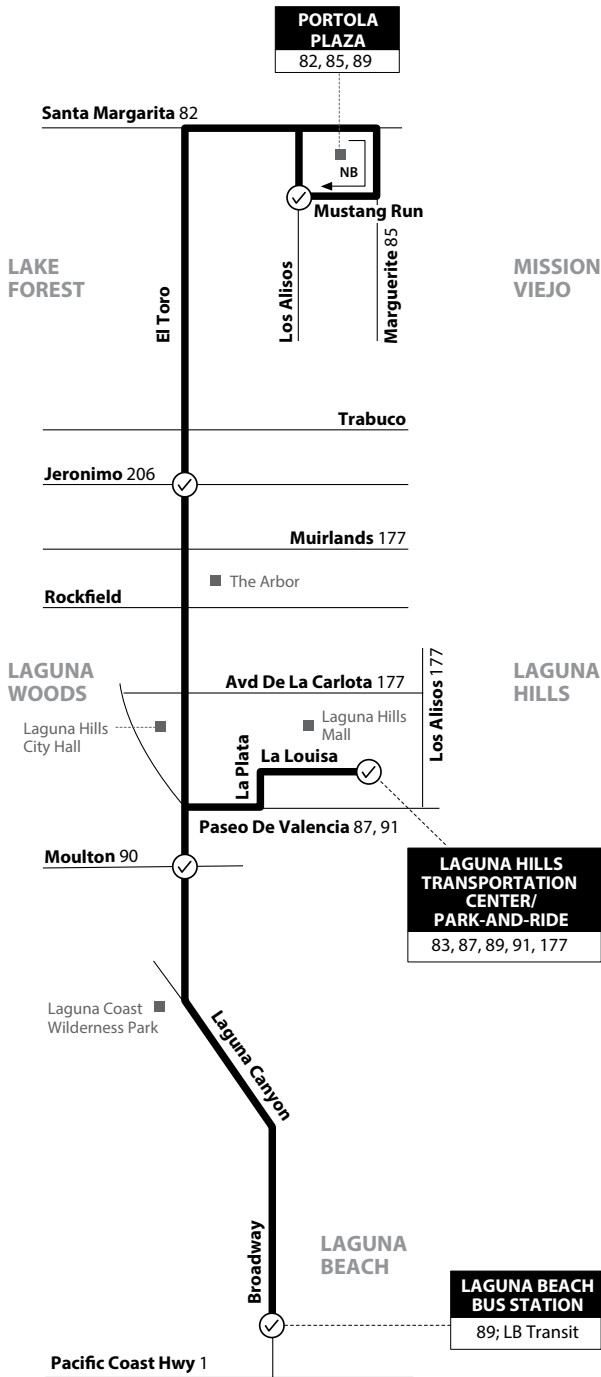 PORTOLA
PLAZA
82, 85, 89
Santa Margarita 82
NB
Mustang Run
LAKE
FOREST
El Toro
Los Alisos
Marguerite 85
MISSION
VIEJO
Trabuco
Jeronimo 206
Muirlands 177
The Arbor
Rockfield
LAGUNA
WOODS
Avd De La Carlota 177
Los Alisos 177
LAGUNA
HILLS
Laguna Hills
City Hall
Laguna Hills
Mall
La Plata
La Louisa
Paseo De Valencia 87, 91
Moulton 90
LAGUNA HILLS
TRANSPORTATION
CENTER/
PARK-AND-RIDE
83, 87, 89, 91, 177
Laguna Coast
Wilderness Park
Laguna Canyon
Broadway
LAGUNA
BEACH
LAGUNA BEACH
BUS STATION
89; LB Transit
Pacific Coast Hwy 1